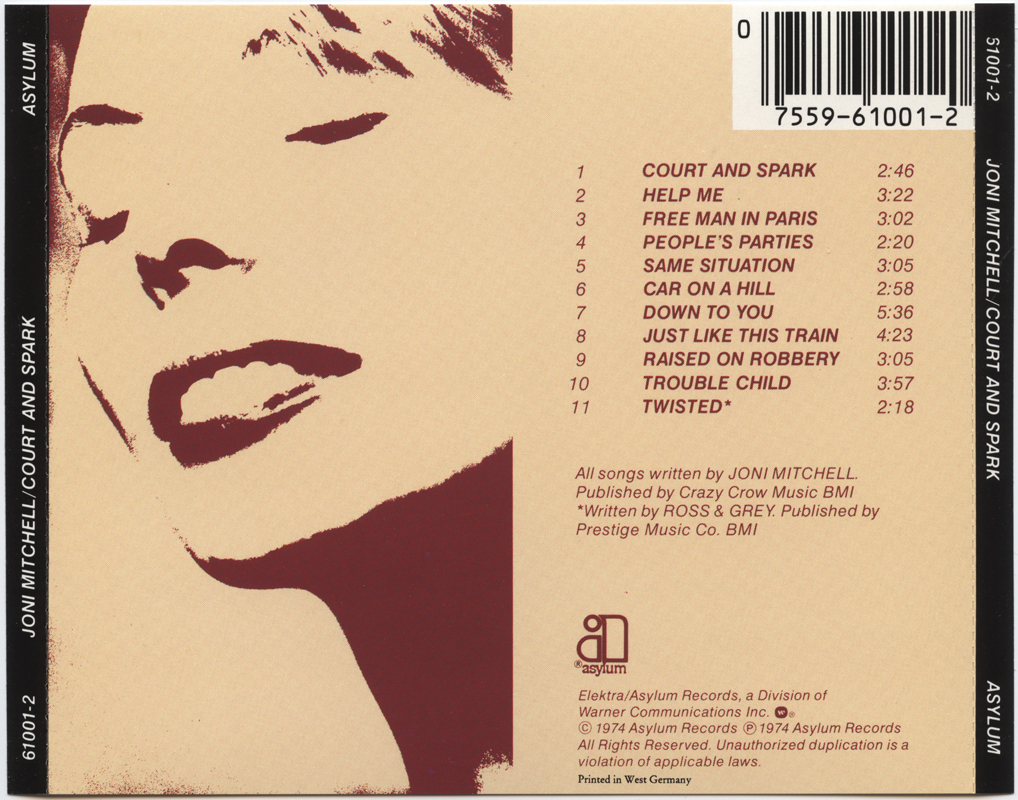 ASYLUM
JONI MITCHELL/COURT AND SPARK
61001-2
0
7559-61001-2
1 COURT AND SPARK 2:46
2 HELP ME 3:22
3 FREE MAN IN PARIS 3:02
4 PEOPLE'S PARTIES 2:20
5 SAME SITUATION 3:05
6 CAR ON A HILL 2:58
7 DOWN TO YOU 5:36
8 JUST LIKE THIS TRAIN 4:23
9 RAISED ON ROBBERY 3:05
10 TROUBLE CHILD 3:57
11 TWISTED* 2:18
All songs written by JONI MITCHELL.
Published by Crazy Crow Music BMI
*Written by ROSS & GREY. Published by
Prestige Music Co. BMI
®asylum
Elektra/Asylum Records, a Division of
Warner Communications Inc. ®
© 1974 Asylum Records ℗ 1974 Asylum Records
All Rights Reserved. Unauthorized duplication is a
violation of applicable laws.
Printed in West Germany
61001-2
JONI MITCHELL/COURT AND SPARK
ASYLUM